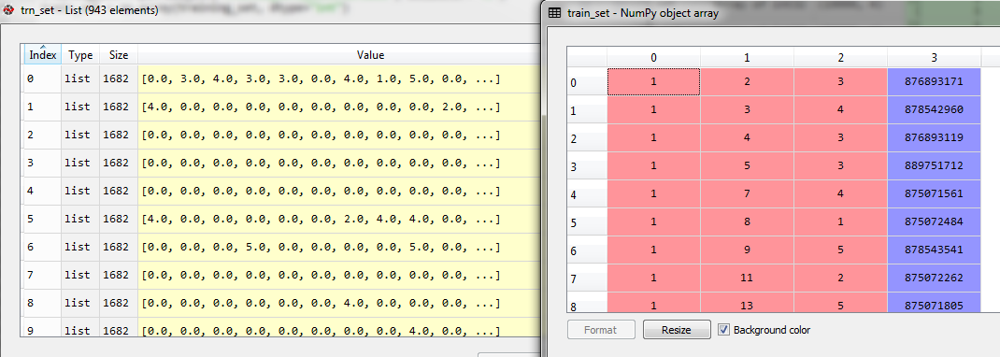 trn_set - List (943 elements)
Index Type Size Value
0 list 1682 [0.0, 3.0, 4.0, 3.0, 3.0, 0.0, 4.0, 1.0, 5.0, 0.0, ...]
1 list 1682 [4.0, 0.0, 0.0, 0.0, 0.0, 0.0, 0.0, 0.0, 0.0, 2.0, ...]
2 list 1682 [0.0, 0.0, 0.0, 0.0, 0.0, 0.0, 0.0, 0.0, 0.0, 0.0, ...]
3 list 1682 [0.0, 0.0, 0.0, 0.0, 0.0, 0.0, 0.0, 0.0, 0.0, 0.0, ...]
4 list 1682 [0.0, 0.0, 0.0, 0.0, 0.0, 0.0, 0.0, 0.0, 0.0, 0.0, ...]
5 list 1682 [4.0, 0.0, 0.0, 0.0, 0.0, 0.0, 2.0, 4.0, 4.0, 0.0, ...]
6 list 1682 [0.0, 0.0, 0.0, 5.0, 0.0, 0.0, 0.0, 0.0, 5.0, 0.0, ...]
7 list 1682 [0.0, 0.0, 0.0, 0.0, 0.0, 0.0, 0.0, 0.0, 0.0, 0.0, ...]
8 list 1682 [0.0, 0.0, 0.0, 0.0, 0.0, 0.0, 4.0, 0.0, 0.0, 0.0, ...]
9 list 1682 [0.0, 0.0, 0.0, 0.0, 0.0, 0.0, 0.0, 0.0, 4.0, 0.0, ...]
train_set - NumPy object array
0 1 2 3
0 1 2 3 876893171
1 1 3 4 878542960
2 1 4 3 876893119
3 1 5 3 889751712
4 1 7 4 875071561
5 1 8 1 875072484
6 1 9 5 878543541
7 1 11 2 875072262
8 1 13 5 875071805
Format Resize Background color